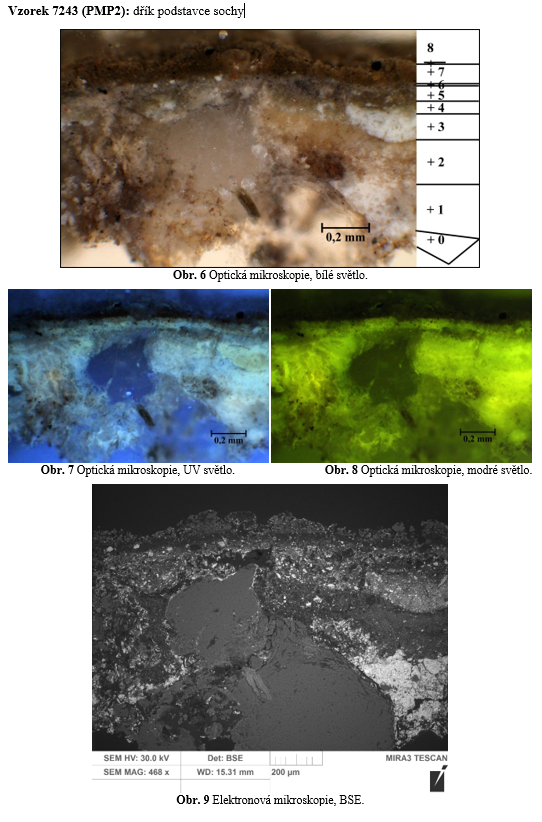 Vzorek 7243 (PMP2): dřík podstavce sochy
8
+ 7
+ 6
+ 5
+ 4
+ 3
+ 2
+ 1
+ 0
0,2 mm
Obr. 6 Optická mikroskopie, bílé světlo.
0,2 mm
0,2 mm
Obr. 7 Optická mikroskopie, UV světlo.
Obr. 8 Optická mikroskopie, modré světlo.
SEM HV: 30.0 kV
Det: BSE
MIRA3 TESCAN
SEM MAG: 468 x
WD: 15.31 mm
200 µm
Obr. 9 Elektronová mikroskopie, BSE.